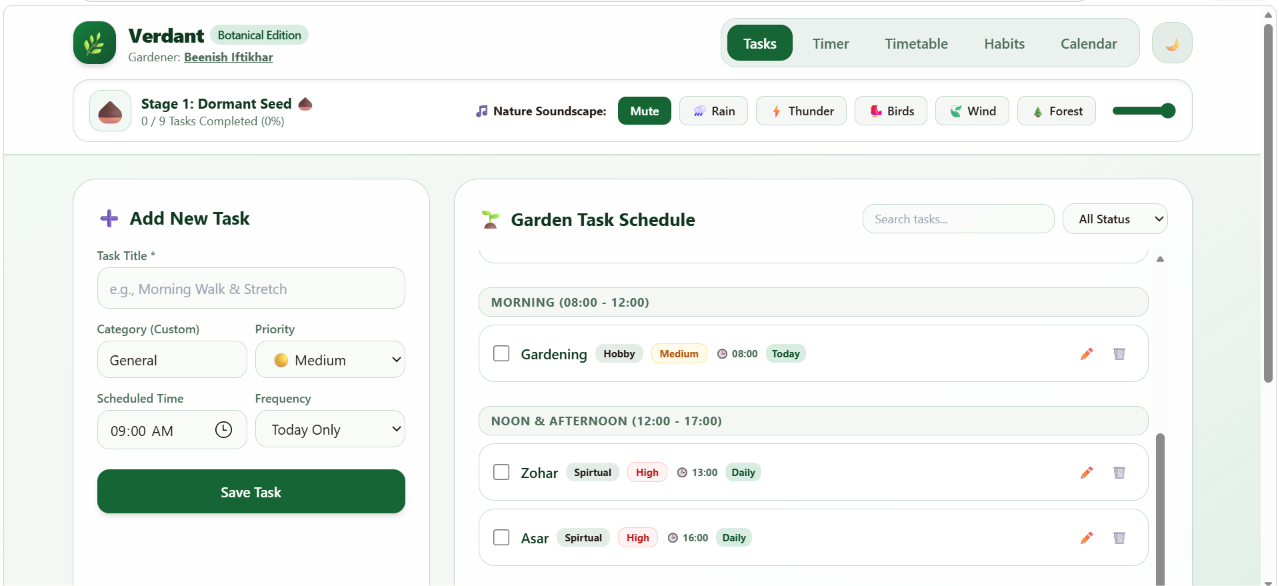 Verdant Botanical Edition
Gardener: Beenish Iftikhar
Tasks Timer Timetable Habits Calendar
Stage 1: Dormant Seed
0 / 9 Tasks Completed (0%)
Nature Soundscape: Mute Rain Thunder Birds Wind Forest
Add New Task
Task Title *
e.g., Morning Walk & Stretch
Category (Custom) Priority
General Medium
Scheduled Time Frequency
09:00 AM Today Only
Save Task
Garden Task Schedule
Search tasks... All Status
MORNING (08:00 - 12:00)
Gardening Hobby Medium 08:00 Today
NOON & AFTERNOON (12:00 - 17:00)
Zohar Spirtual High 13:00 Daily
Asar Spirtual High 16:00 Daily